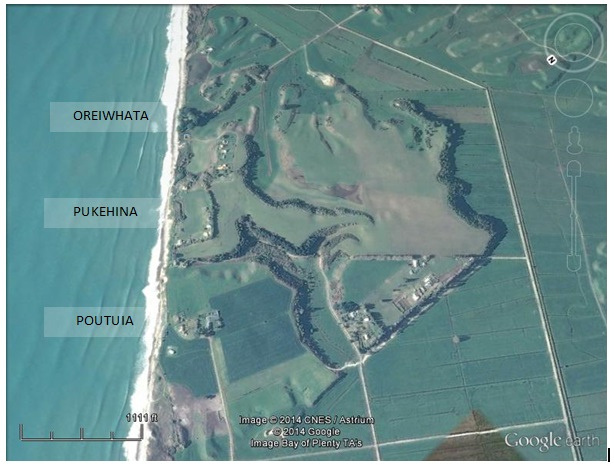 N
OREIWHATA
PUKEHINA
POUTUIA
1111 ft
Image © 2014 CNES / Astrium
© 2014 Google
Image Bay of Plenty TA's
Google earth